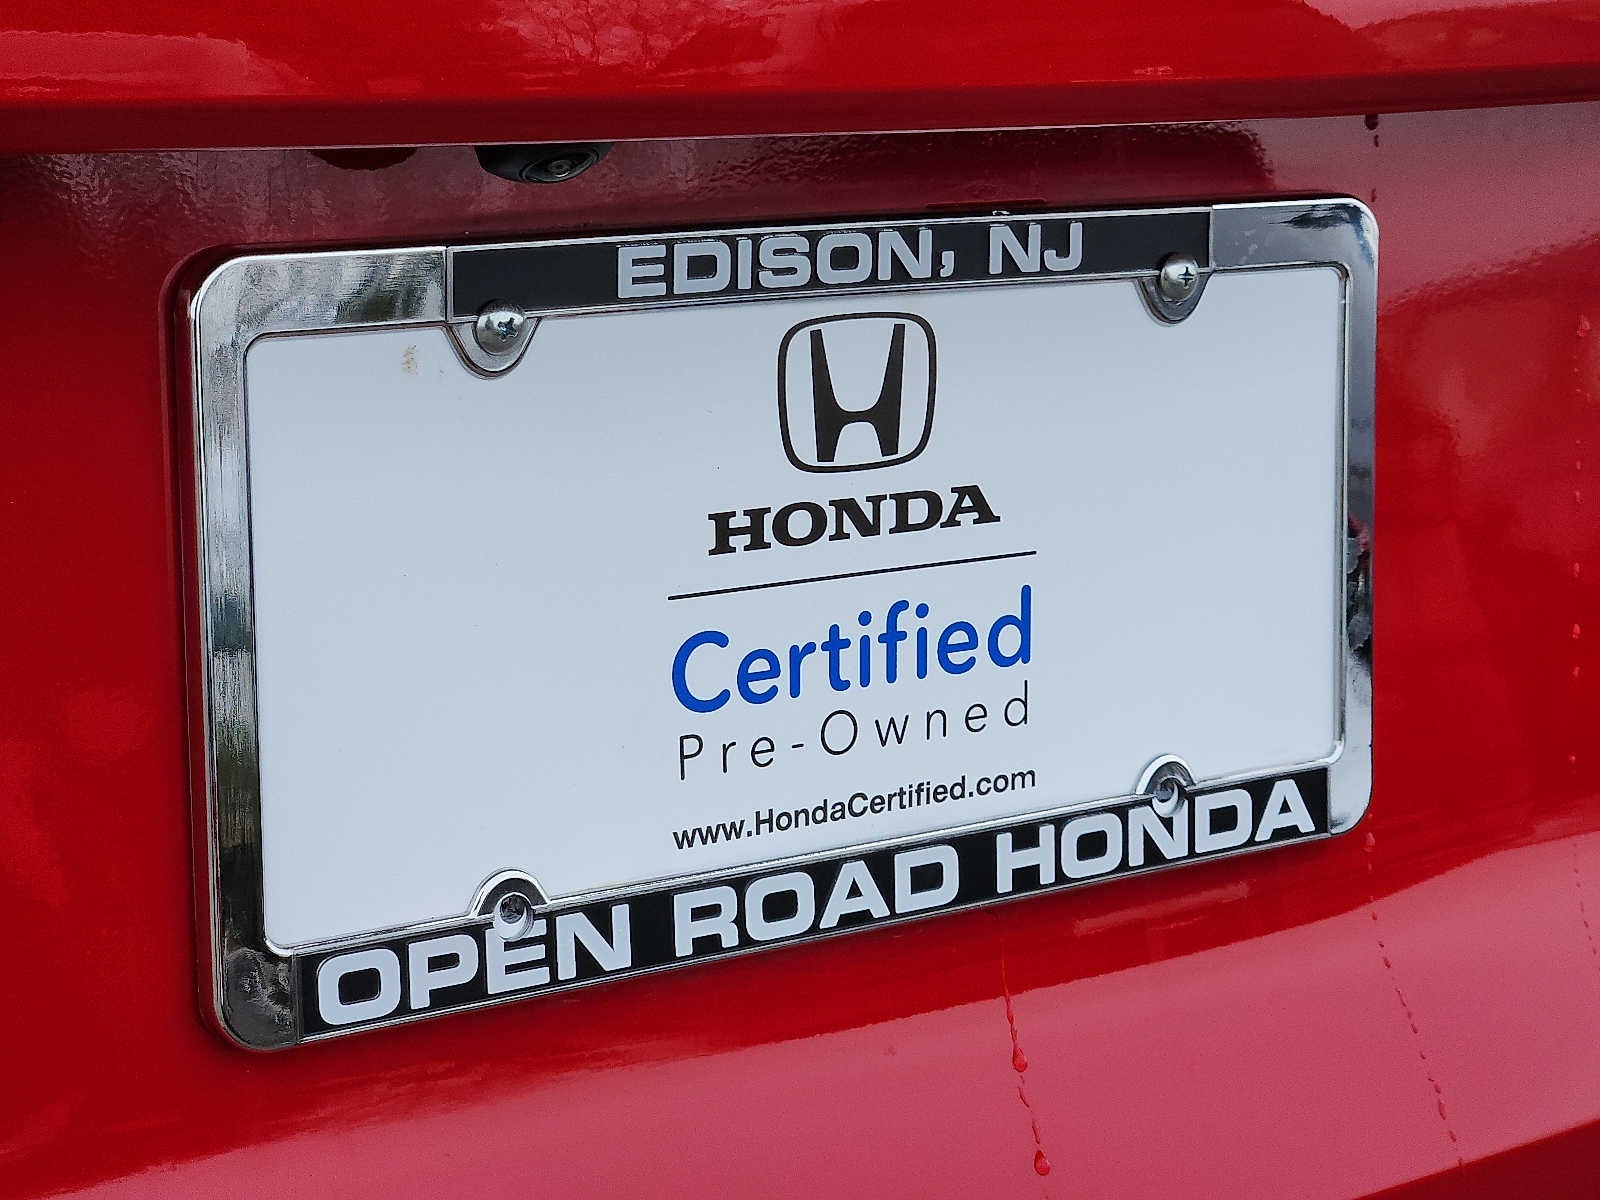 EDISON, NJ
HONDA
Certified
Pre-Owned
www.HondaCertified.com
OPEN ROAD HONDA